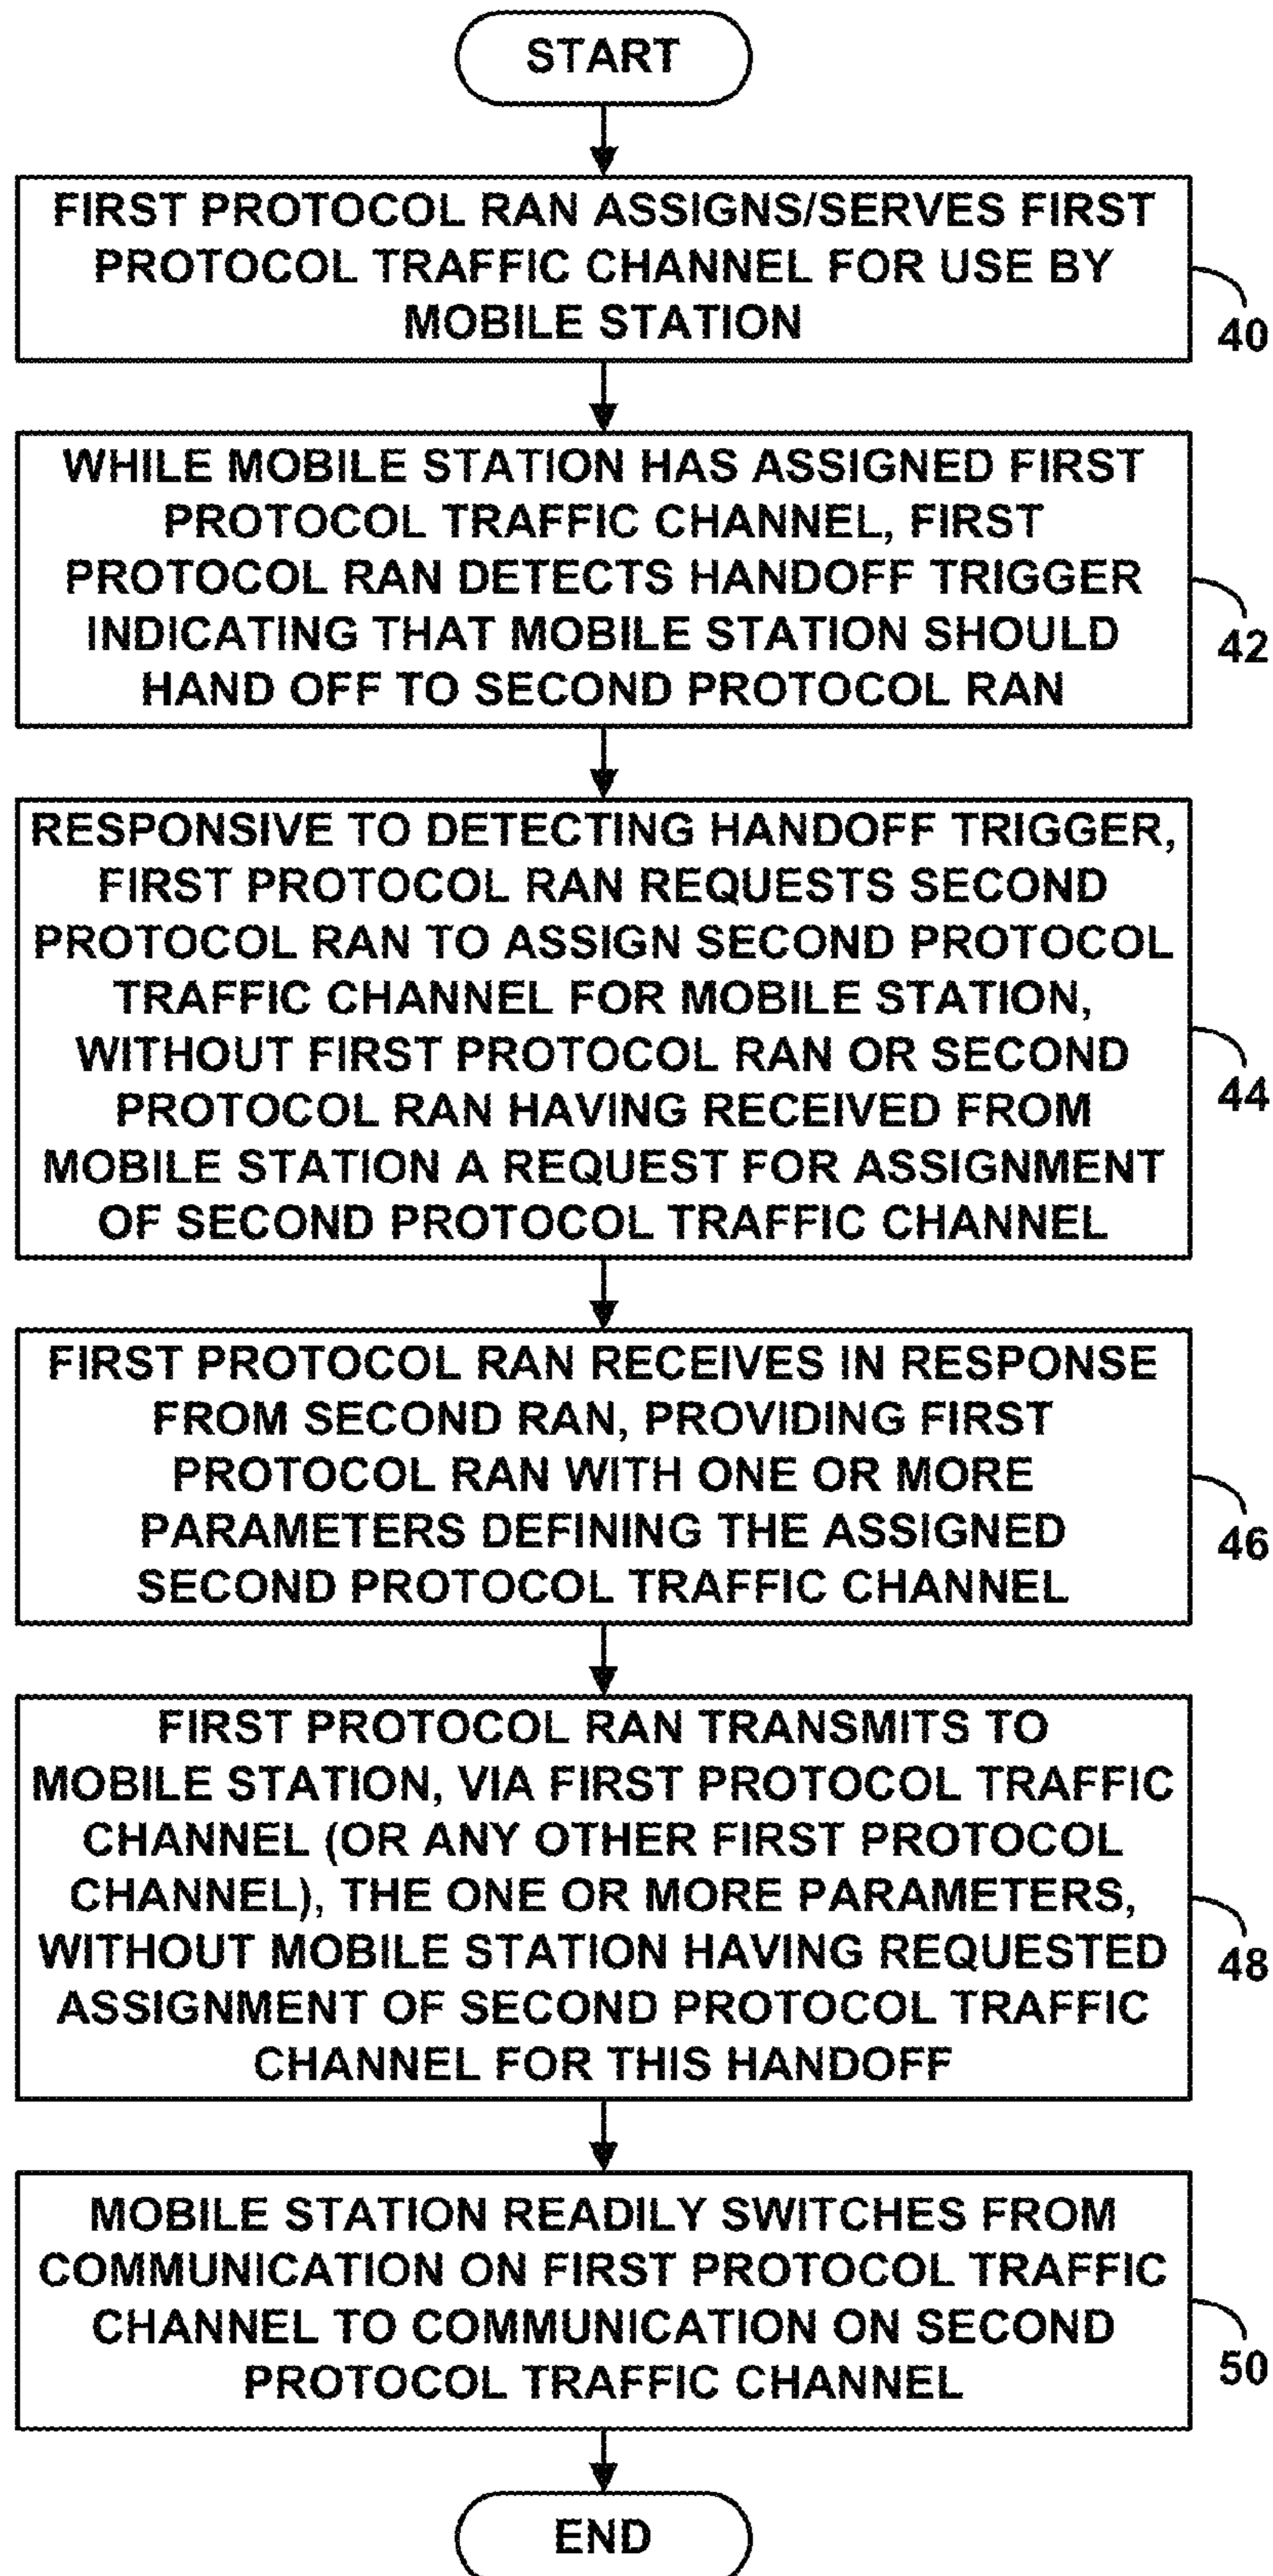 START
FIRST PROTOCOL RAN ASSIGNS/SERVES FIRST
PROTOCOL TRAFFIC CHANNEL FOR USE BY
MOBILE STATION
40
WHILE MOBILE STATION HAS ASSIGNED FIRST
PROTOCOL TRAFFIC CHANNEL, FIRST
PROTOCOL RAN DETECTS HANDOFF TRIGGER
INDICATING THAT MOBILE STATION SHOULD
HAND OFF TO SECOND PROTOCOL RAN
42
RESPONSIVE TO DETECTING HANDOFF TRIGGER,
FIRST PROTOCOL RAN REQUESTS SECOND
PROTOCOL RAN TO ASSIGN SECOND PROTOCOL
TRAFFIC CHANNEL FOR MOBILE STATION,
WITHOUT FIRST PROTOCOL RAN OR SECOND
PROTOCOL RAN HAVING RECEIVED FROM
MOBILE STATION A REQUEST FOR ASSIGNMENT
OF SECOND PROTOCOL TRAFFIC CHANNEL
44
FIRST PROTOCOL RAN RECEIVES IN RESPONSE
FROM SECOND RAN, PROVIDING FIRST
PROTOCOL RAN WITH ONE OR MORE
PARAMETERS DEFINING THE ASSIGNED
SECOND PROTOCOL TRAFFIC CHANNEL
46
FIRST PROTOCOL RAN TRANSMITS TO
MOBILE STATION, VIA FIRST PROTOCOL TRAFFIC
CHANNEL (OR ANY OTHER FIRST PROTOCOL
CHANNEL), THE ONE OR MORE PARAMETERS,
WITHOUT MOBILE STATION HAVING REQUESTED
ASSIGNMENT OF SECOND PROTOCOL TRAFFIC
CHANNEL FOR THIS HANDOFF
48
MOBILE STATION READILY SWITCHES FROM
COMMUNICATION ON FIRST PROTOCOL TRAFFIC
CHANNEL TO COMMUNICATION ON SECOND
PROTOCOL TRAFFIC CHANNEL
50
END